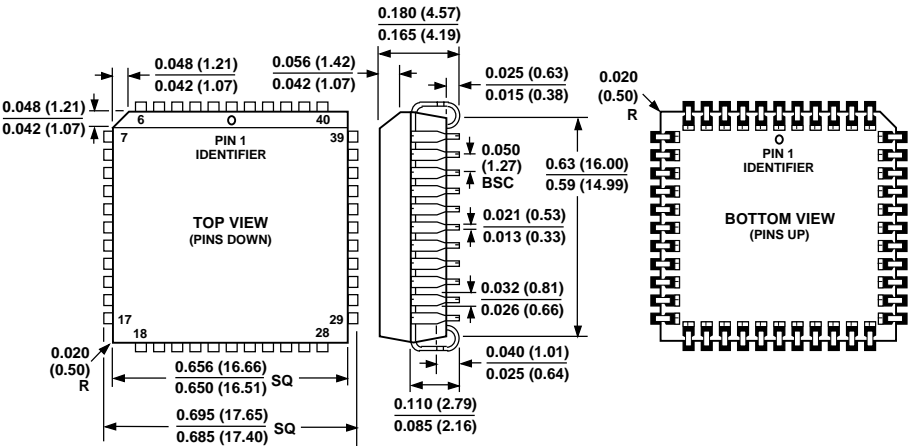 0.180 (4.57)
0.165 (4.19)
0.048 (1.21)
0.042 (1.07)
0.056 (1.42)
0.042 (1.07)
0.025 (0.63)
0.015 (0.38)
0.020
(0.50)
R
0.048 (1.21)
0.042 (1.07)
6
40
7
39
PIN 1
IDENTIFIER
TOP VIEW
(PINS DOWN)
17
29
18
28
0.050
(1.27)
BSC
0.63 (16.00)
0.59 (14.99)
0.021 (0.53)
0.013 (0.33)
0.032 (0.81)
0.026 (0.66)
PIN 1
IDENTIFIER
BOTTOM VIEW
(PINS UP)
0.020
(0.50)
R
0.656 (16.66)
0.650 (16.51)
SQ
0.695 (17.65)
0.685 (17.40)
SQ
0.040 (1.01)
0.025 (0.64)
0.110 (2.79)
0.085 (2.16)